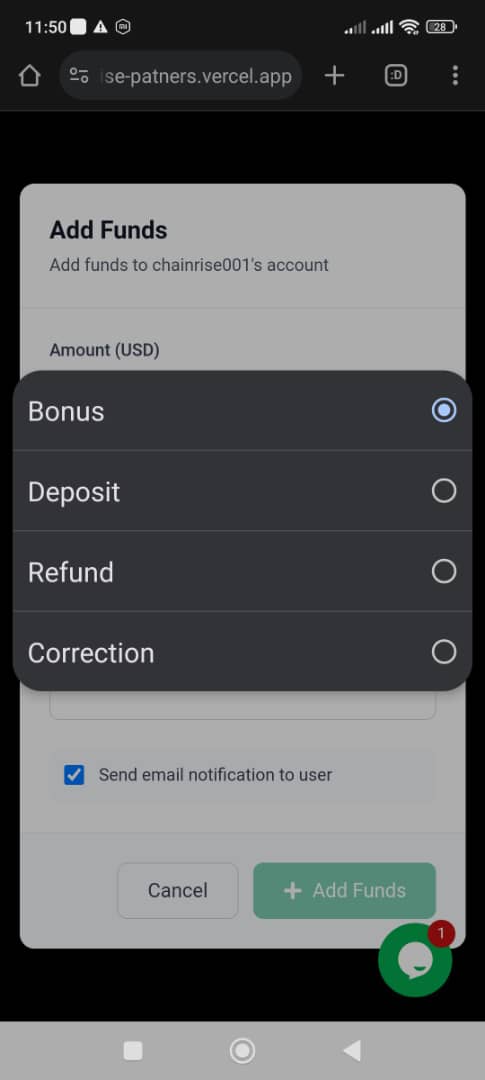 11:50
28
se-patners.vercel.app
:D
Add Funds
Add funds to chainrise001's account
Amount (USD)
Bonus
Deposit
Refund
Correction
Send email notification to user
Cancel
+ Add Funds
1